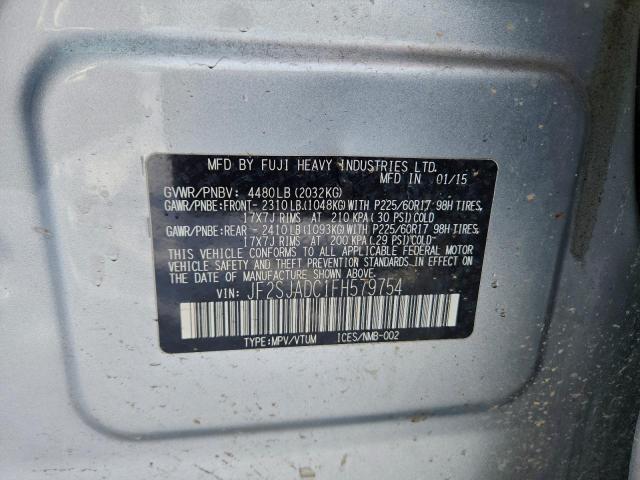 MFD BY FUJI HEAVY INDUSTRIES LTD.
MFD IN 01/15
GVWR/PNBV: 4480LB(2032KG)
GAWR/PNBE:FRONT-2310LB(1048KG)WITH P225/60R17 98H TIRES,
17X7J RIMS AT 210 KPA(30 PSI)COLD
GAWR/PNBE:REAR -2410LB(1093KG)WITH P225/60R17 98H TIRES,
17X7J RIMS AT 200 KPA(29 PSI)COLD
THIS VEHICLE CONFORMS TO ALL APPLICABLE FEDERAL MOTOR
VEHICLE SAFETY AND THEFT PREVENTION STANDARDS IN EFFECT
ON THE DATE OF MANUFACTURE SHOWN ABOVE.
VIN: JF2SJADC1FH579754
TYPE:MPV/VTUM ICES/NMB-002